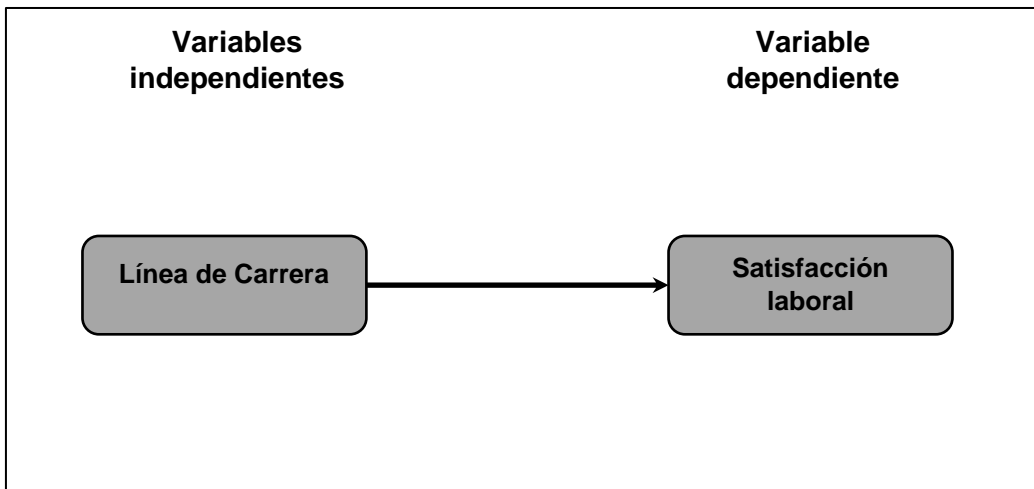 Variables
independientes
Variable
dependiente
Línea de Carrera
Satisfacción
laboral